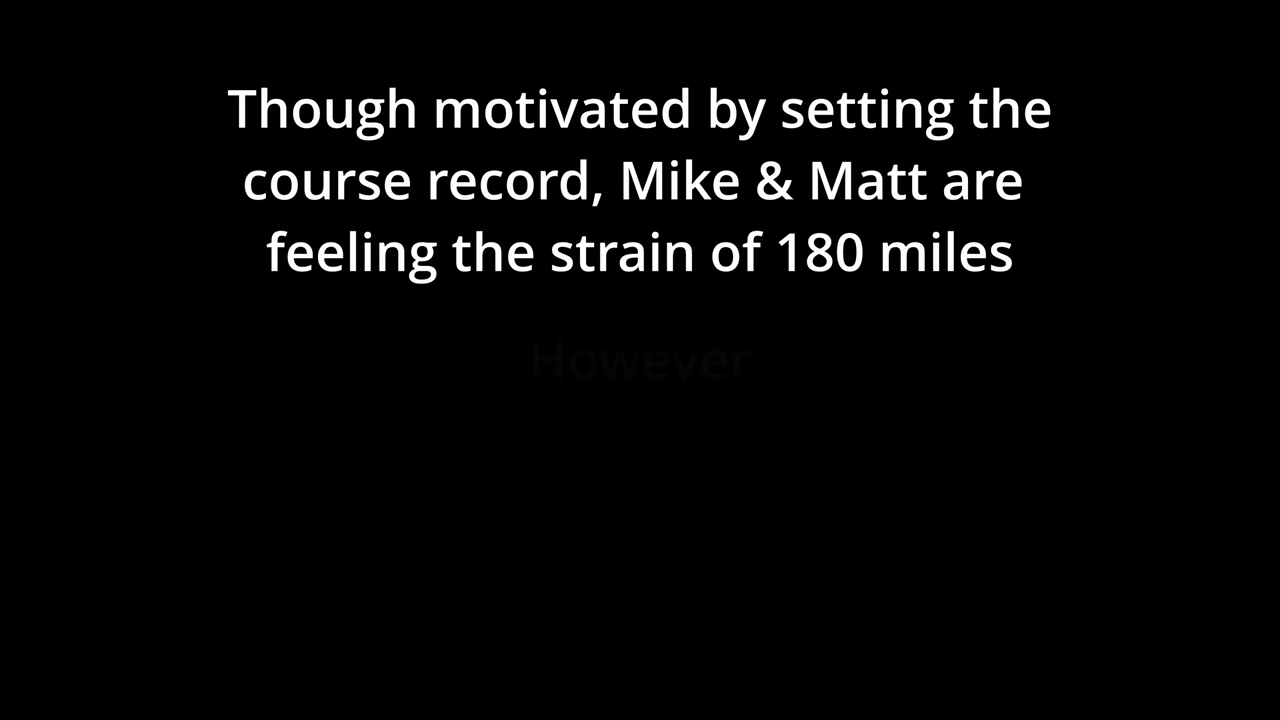 Though motivated by setting the
course record, Mike & Matt are
feeling the strain of 180 miles
However